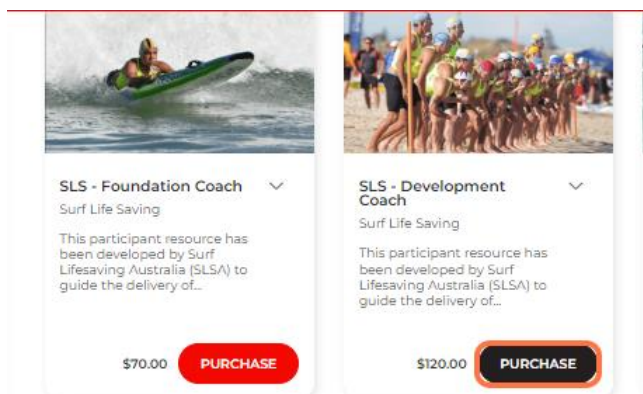 SLS - Foundation Coach
Surf Life Saving
This participant resource has
been developed by Surf
Lifesaving Australia (SLSA) to
guide the delivery of...
$70.00 PURCHASE
SLS - Development
Coach
Surf Life Saving
This participant resource has
been developed by Surf
Lifesaving Australia (SLSA) to
guide the delivery of...
$120.00 PURCHASE